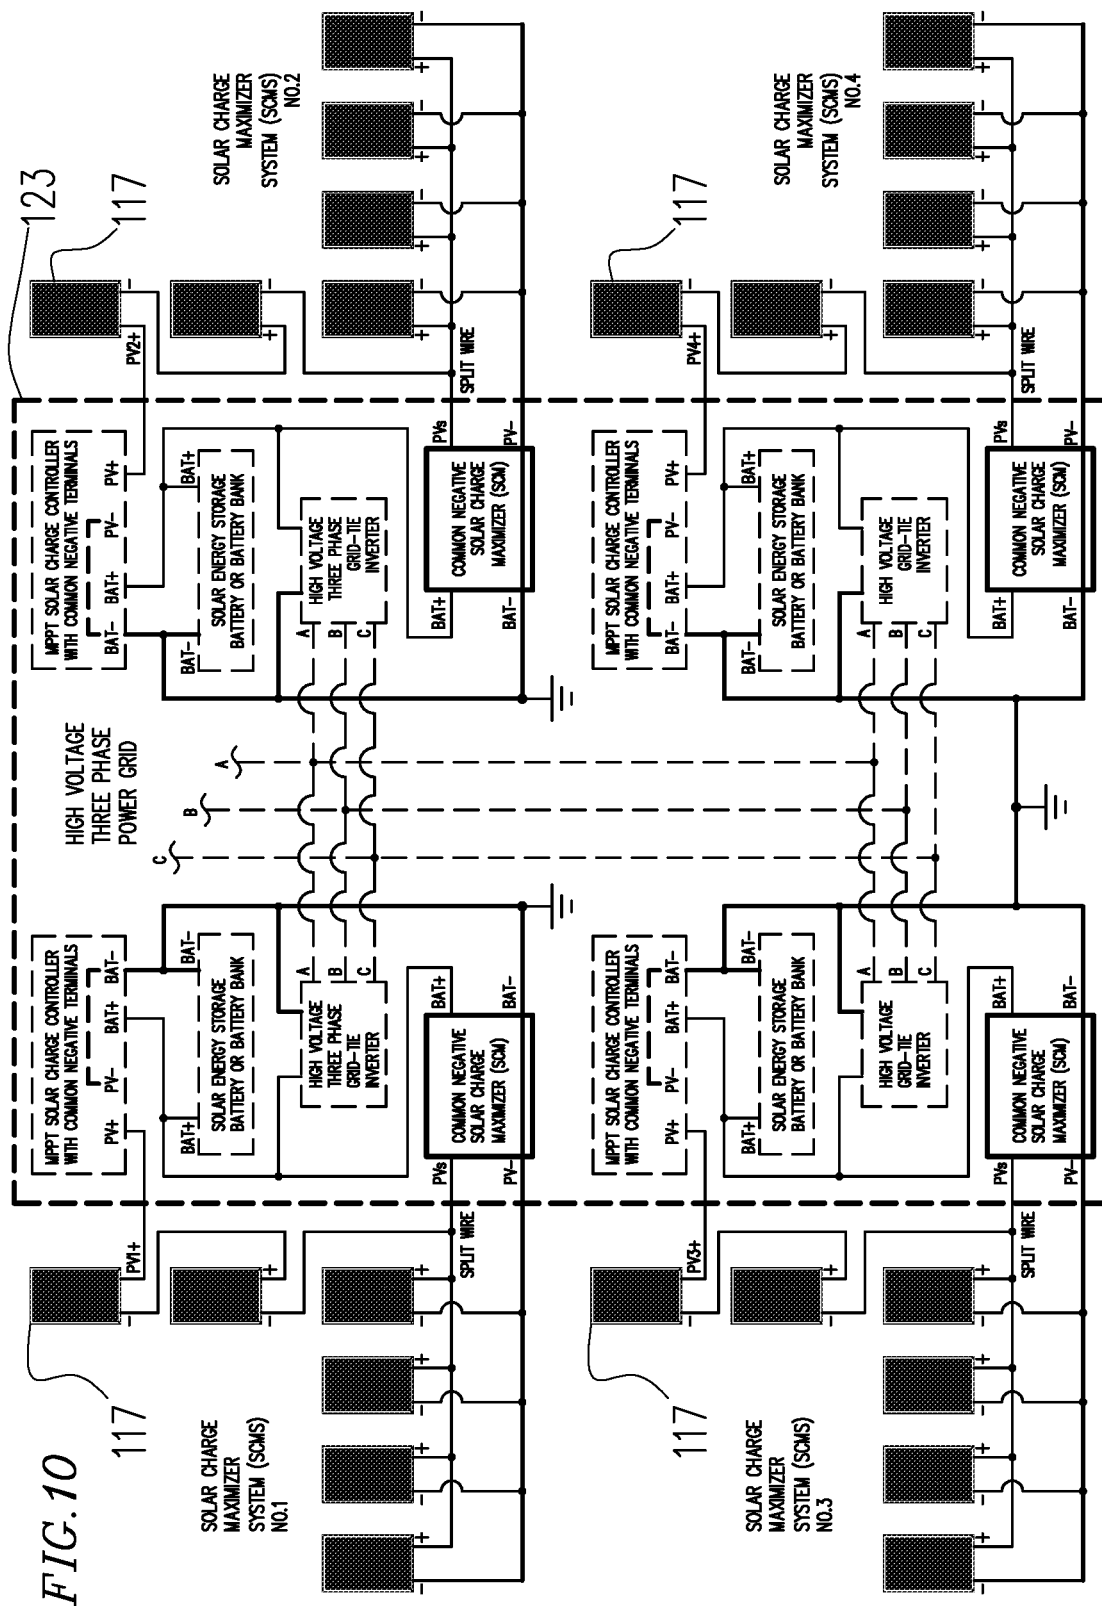 FIG.10
117
SOLAR CHARGE
MAXIMIZER
SYSTEM (SCMS)
NO.1
PV1+
-
+
-
+
-
+
-
+
-
+
-
SPLIT WIRE
MPPT SOLAR CHARGE CONTROLLER
WITH COMMON NEGATIVE TERMINALS
PV+ PV- BAT+ BAT-
BAT+ BAT-
SOLAR ENERGY STORAGE
BATTERY OR BATTERY BANK
HIGH VOLTAGE
THREE PHASE
GRID-TIE
INVERTER
A
B
C
PVs BAT+
COMMON NEGATIVE
SOLAR CHARGE
MAXIMIZER (SCM)
PV- BAT-
HIGH VOLTAGE
THREE PHASE
POWER GRID
C B A
123
117
SOLAR CHARGE
MAXIMIZER
SYSTEM (SCMS)
NO.2
MPPT SOLAR CHARGE CONTROLLER
WITH COMMON NEGATIVE TERMINALS
BAT- BAT+ PV- PV+
PV2+
-
+
-
BAT- BAT+
SOLAR ENERGY STORAGE
BATTERY OR BATTERY BANK
HIGH VOLTAGE
THREE PHASE
GRID-TIE
INVERTER
A
B
C
BAT+ PVs
COMMON NEGATIVE
SOLAR CHARGE
MAXIMIZER (SCM)
BAT- PV-
SPLIT WIRE
+
-
+
-
+
-
+
-
117
SOLAR CHARGE
MAXIMIZER
SYSTEM (SCMS)
NO.3
PV3+
-
+
-
+
-
+
-
+
-
+
-
SPLIT WIRE
MPPT SOLAR CHARGE CONTROLLER
WITH COMMON NEGATIVE TERMINALS
PV+ PV- BAT+ BAT-
BAT+ BAT-
SOLAR ENERGY STORAGE
BATTERY OR BATTERY BANK
HIGH VOLTAGE
GRID-TIE
INVERTER
A
B
C
PVs BAT+
COMMON NEGATIVE
SOLAR CHARGE
MAXIMIZER (SCM)
PV- BAT-
117
SOLAR CHARGE
MAXIMIZER
SYSTEM (SCMS)
NO.4
MPPT SOLAR CHARGE CONTROLLER
WITH COMMON NEGATIVE TERMINALS
BAT- BAT+ PV- PV+
PV4+
-
+
-
BAT- BAT+
SOLAR ENERGY STORAGE
BATTERY OR BATTERY BANK
HIGH VOLTAGE
GRID-TIE
INVERTER
A
B
C
BAT+ PVs
COMMON NEGATIVE
SOLAR CHARGE
MAXIMIZER (SCM)
BAT- PV-
SPLIT WIRE
+
-
+
-
+
-
+
-